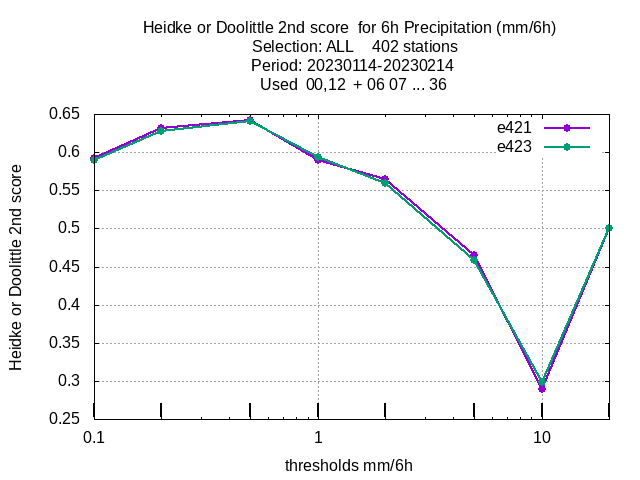 Heidke or Doolittle 2nd score  for 6h Precipitation (mm/6h)
Selection: ALL    402 stations
Period: 20230114-20230214
Used  00,12  + 06 07 ... 36
e421
e423
0.65
0.6
0.55
0.5
0.45
0.4
0.35
0.3
0.25
Heidke or Doolittle 2nd score
0.1 1 10
thresholds mm/6h